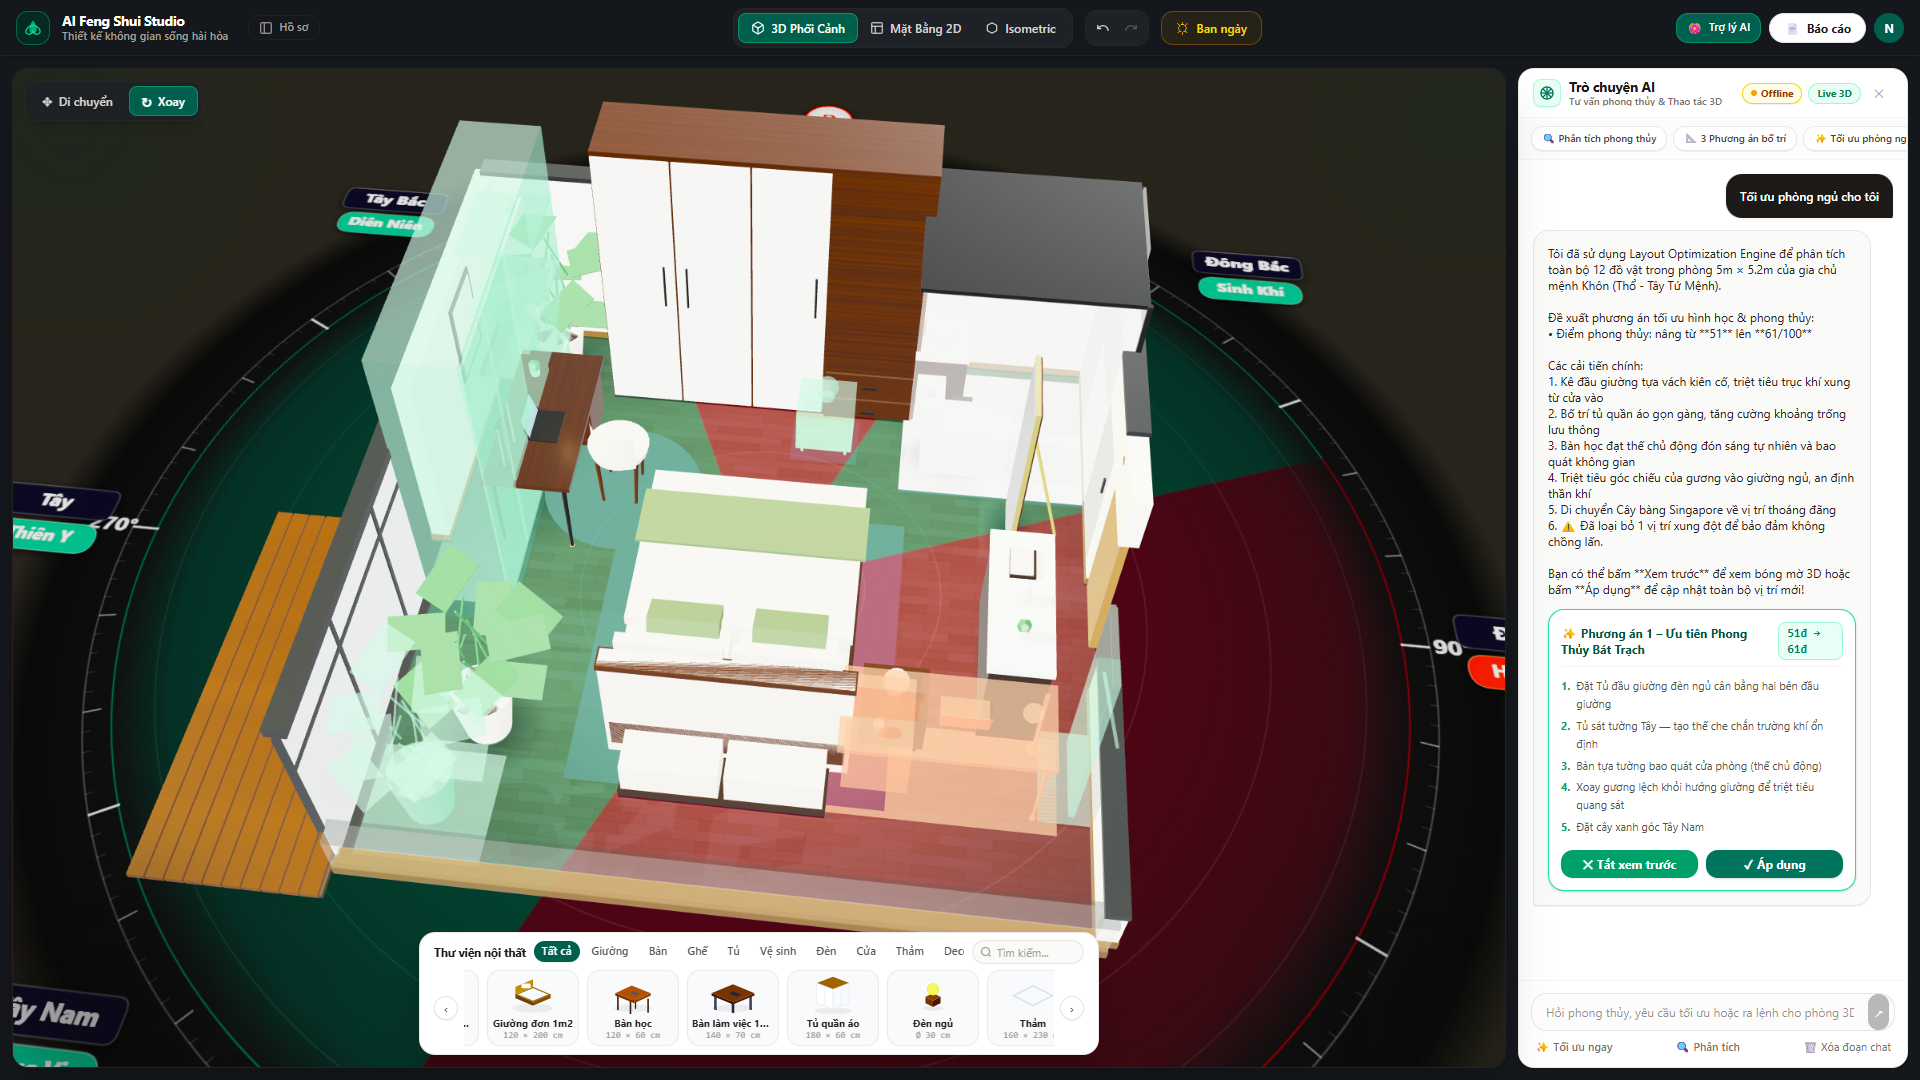 AI Feng Shui Studio
Thiết kế không gian sống hài hòa
Hồ sơ
3D Phối Cảnh
Mặt Bằng 2D
Isometric
Ban ngày
Trợ lý AI
Báo cáo
N
Di chuyển
Xoay
Tây Bắc
Diên Niên
Đông Bắc
Sinh Khí
Tây
Thiên Y
270°
90
Tây Nam
Trò chuyện AI
Tư vấn phong thủy & Thao tác 3D
Offline
Live 3D
Phân tích phong thủy
3 Phương án bố trí
Tối ưu phòng ng
Tối ưu phòng ngủ cho tôi
Tôi đã sử dụng Layout Optimization Engine để phân tích
toàn bộ 12 đồ vật trong phòng 5m × 5.2m của gia chủ
mệnh Khôn (Thổ - Tây Tứ Mệnh).
Đề xuất phương án tối ưu hình học & phong thủy:
• Điểm phong thủy: nâng từ **51** lên **61/100**
Các cải tiến chính:
1. Kê đầu giường tựa vách kiên cố, triệt tiêu trục khí xung
từ cửa vào
2. Bố trí tủ quần áo gọn gàng, tăng cường khoảng trống
lưu thông
3. Bàn học đạt thế chủ động đón sáng tự nhiên và bao
quát không gian
4. Triệt tiêu góc chiếu của gương vào giường ngủ, an định
thần khí
5. Di chuyển Cây bàng Singapore về vị trí thoáng đãng
6. ⚠️ Đã loại bỏ 1 vị trí xung đột để bảo đảm không
chồng lấn.
Bạn có thể bấm **Xem trước** để xem bóng mờ 3D hoặc
bấm **Áp dụng** để cập nhật toàn bộ vị trí mới!
✨ Phương án 1 – Ưu tiên Phong
Thủy Bát Trạch
51đ →
61đ
1. Đặt Tủ đầu giường đèn ngủ cân bằng hai bên đầu
giường
2. Tủ sát tường Tây — tạo thế che chắn trường khí ổn
định
3. Bàn tựa tường bao quát cửa phòng (thế chủ động)
4. Xoay gương lệch khỏi hướng giường để triệt tiêu
quang sát
5. Đặt cây xanh góc Tây Nam
✕ Tắt xem trước
✓ Áp dụng
Thư viện nội thất
Tất cả
Giường
Bàn
Ghế
Tủ
Vệ sinh
Đèn
Cửa
Thảm
Deco
Tìm kiếm...
Giường đơn 1m2
120 × 200 cm
Bàn học
120 × 60 cm
Bàn làm việc 1...
140 × 70 cm
Tủ quần áo
180 × 60 cm
Đèn ngủ
Ø 30 cm
Thảm
160 × 230
Hỏi phong thủy, yêu cầu tối ưu hoặc ra lệnh cho phòng 3D
Tối ưu ngay
Phân tích
Xóa đoạn chat